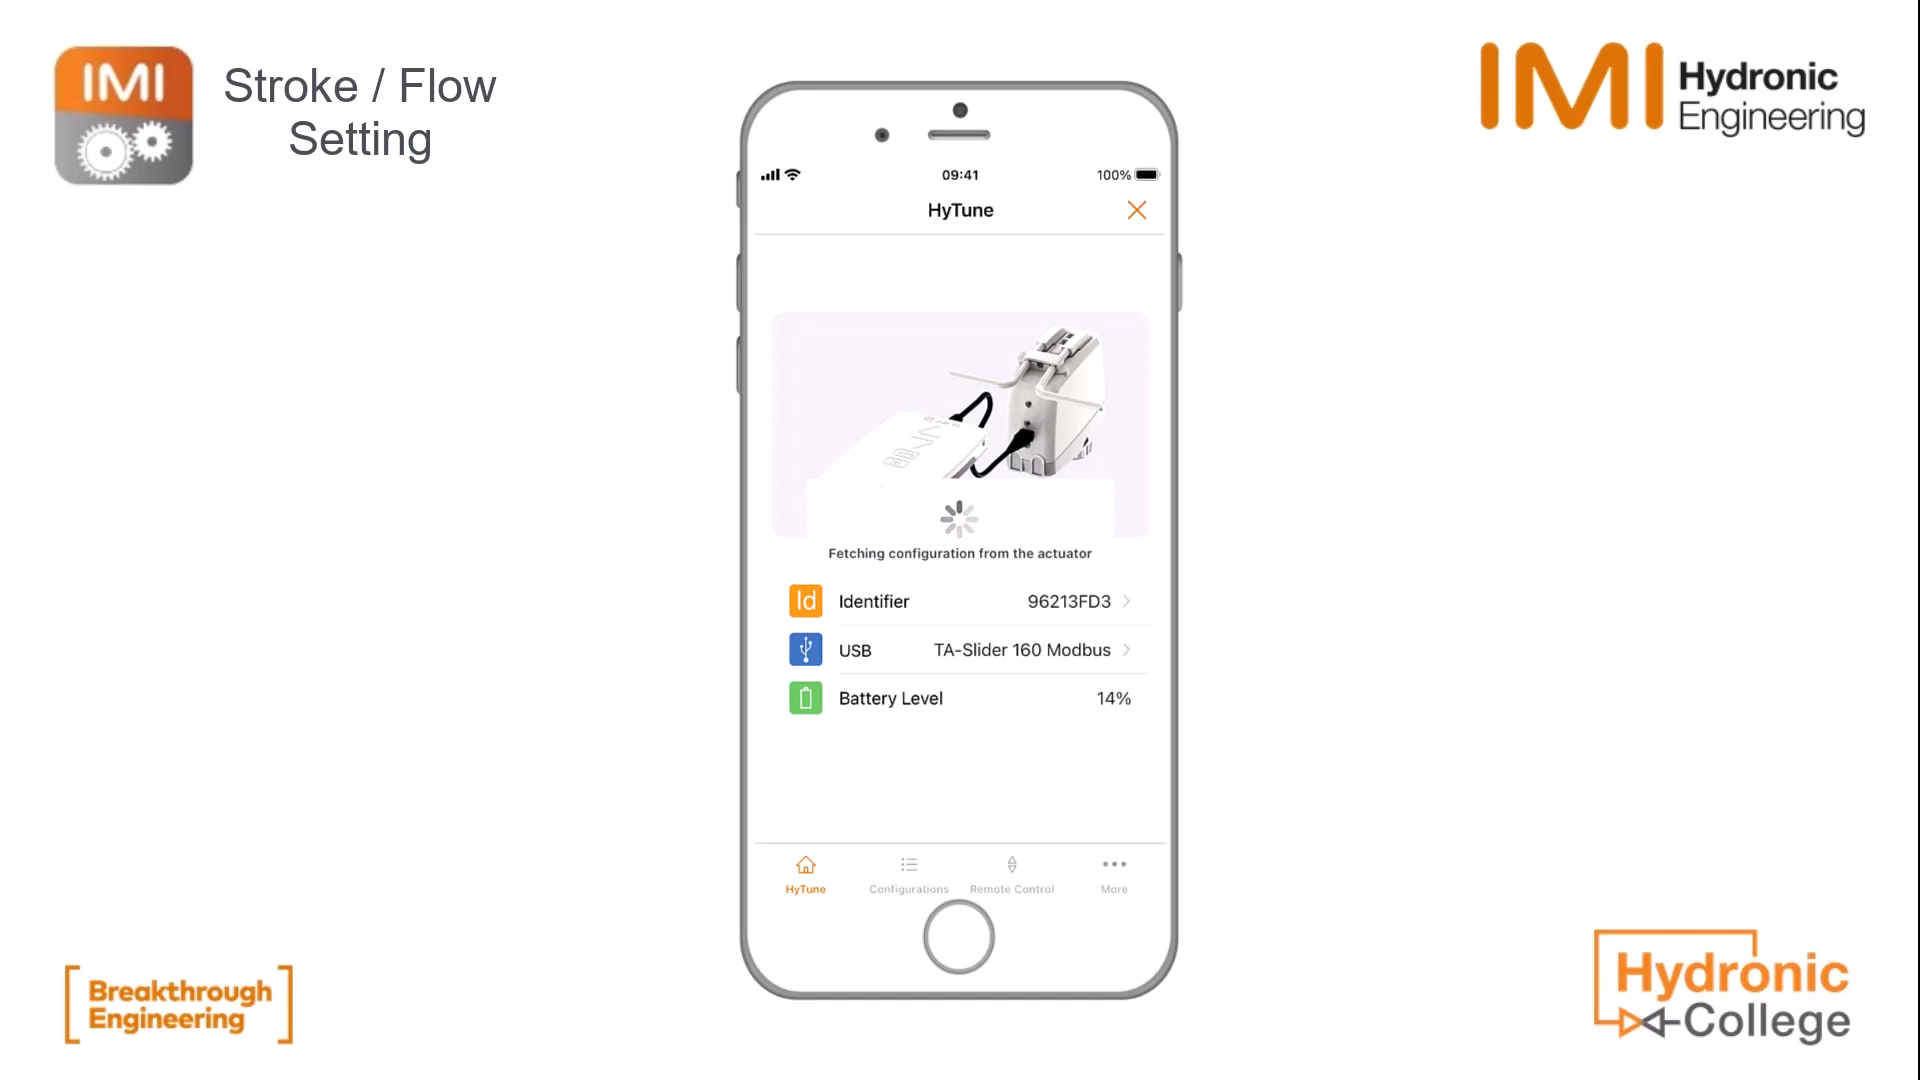 IMI
Stroke / Flow
Setting
IMI Hydronic
Engineering
09:41
100%
HyTune
Fetching configuration from the actuator
Id Identifier 96213FD3
USB TA-Slider 160 Modbus
Battery Level 14%
HyTune
Configurations
Remote Control
More
Breakthrough
Engineering
Hydronic
College